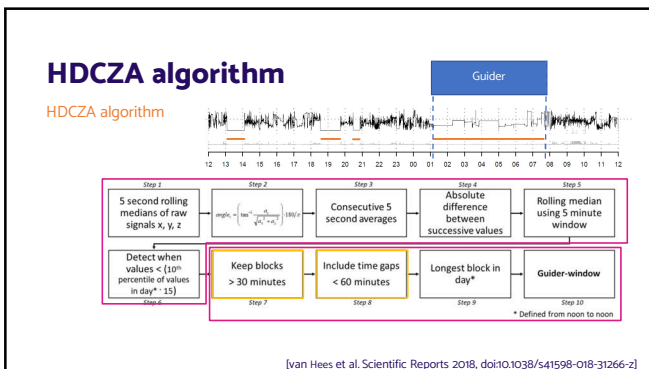 HDCZA algorithm
Guider
HDCZA algorithm
12 13 14 15 16 17 18 19 20 21 22 23 00 01 02 03 04 05 06 07 08 09 10 11 12
Step 1
5 second rolling
medians of raw
signals x, y, z
Step 2
Step 3
Consecutive 5
second averages
Step 4
Absolute
difference
between
successive values
Step 5
Rolling median
using 5 minute
window
Detect when
values < (10th
percentile of values
in day* · 15)
Step 6
Keep blocks
> 30 minutes
Step 7
Include time gaps
< 60 minutes
Step 8
Longest block in
day*
Step 9
Guider-window
Step 10
* Defined from noon to noon
[van Hees et al. Scientific Reports 2018, doi:10.1038/s41598-018-31266-z]